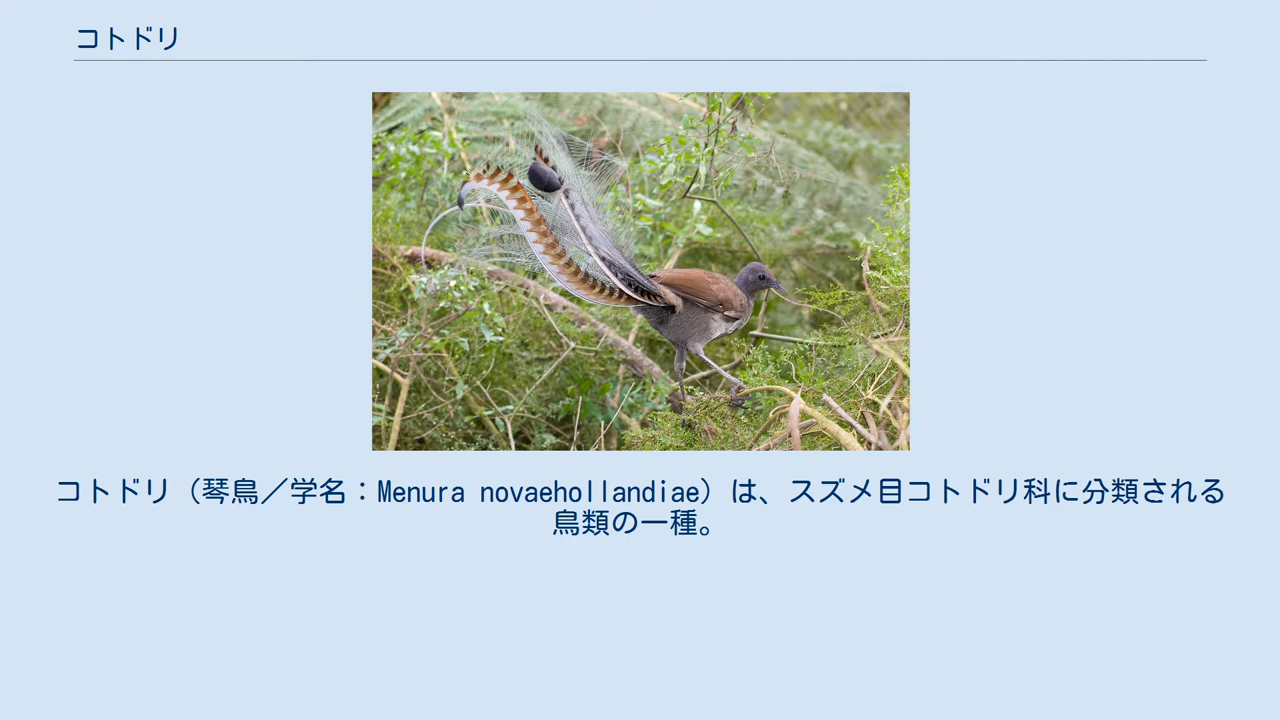 コトドリ
コトドリ（琴鳥／学名：Menura novaehollandiae）は、スズメ目コトドリ科に分類される
鳥類の一種。